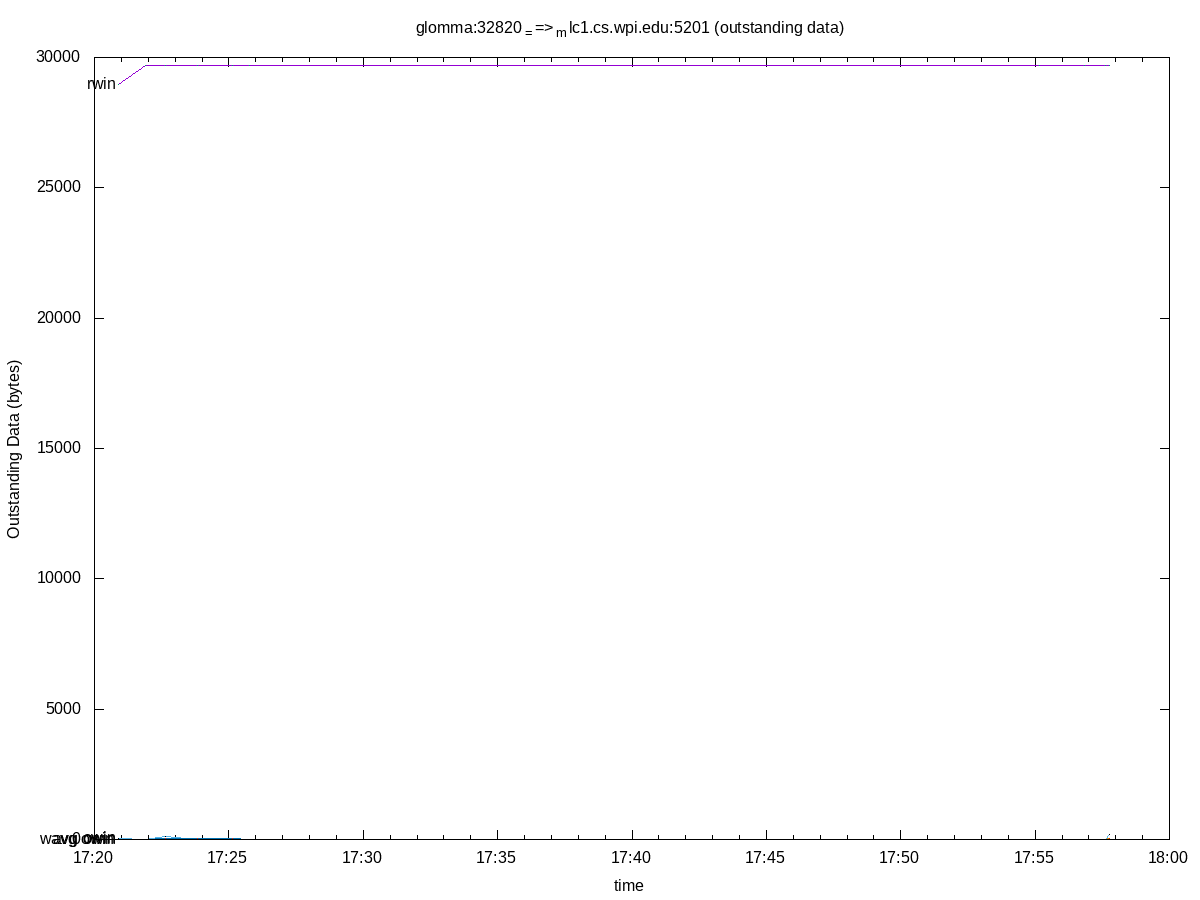 glomma:32820 = => m lc1.cs.wpi.edu:5201 (outstanding data)
30000
rwin
25000
20000
Outstanding Data (bytes)
15000
10000
5000
0
17:20 17:25 17:30 17:35 17:40 17:45 17:50 17:55 18:00
time